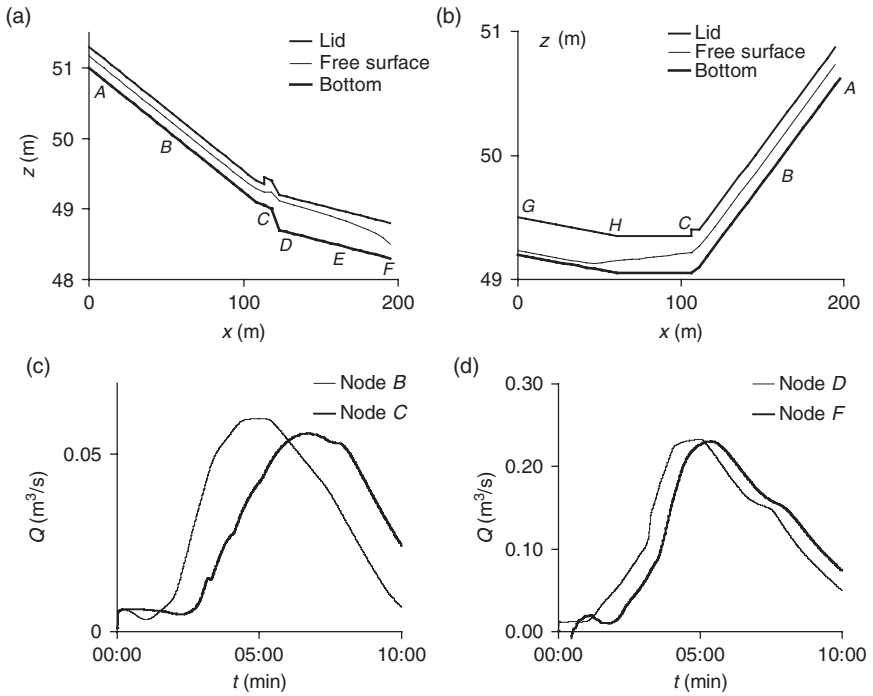 (a)
Lid
Free surface
Bottom
51
50
49
48
z (m)
A
B
C
D
E
F
0
100
200
x (m)
(b)
z (m)
Lid
Free surface
Bottom
51
50
49
G
H
C
B
A
0
100
200
x (m)
(c)
Node B
Node C
0.05
0
Q (m³/s)
00:00
05:00
10:00
t (min)
(d)
Node D
Node F
0.30
0.20
0.10
0.00
Q (m³/s)
00:00
05:00
10:00
t (min)